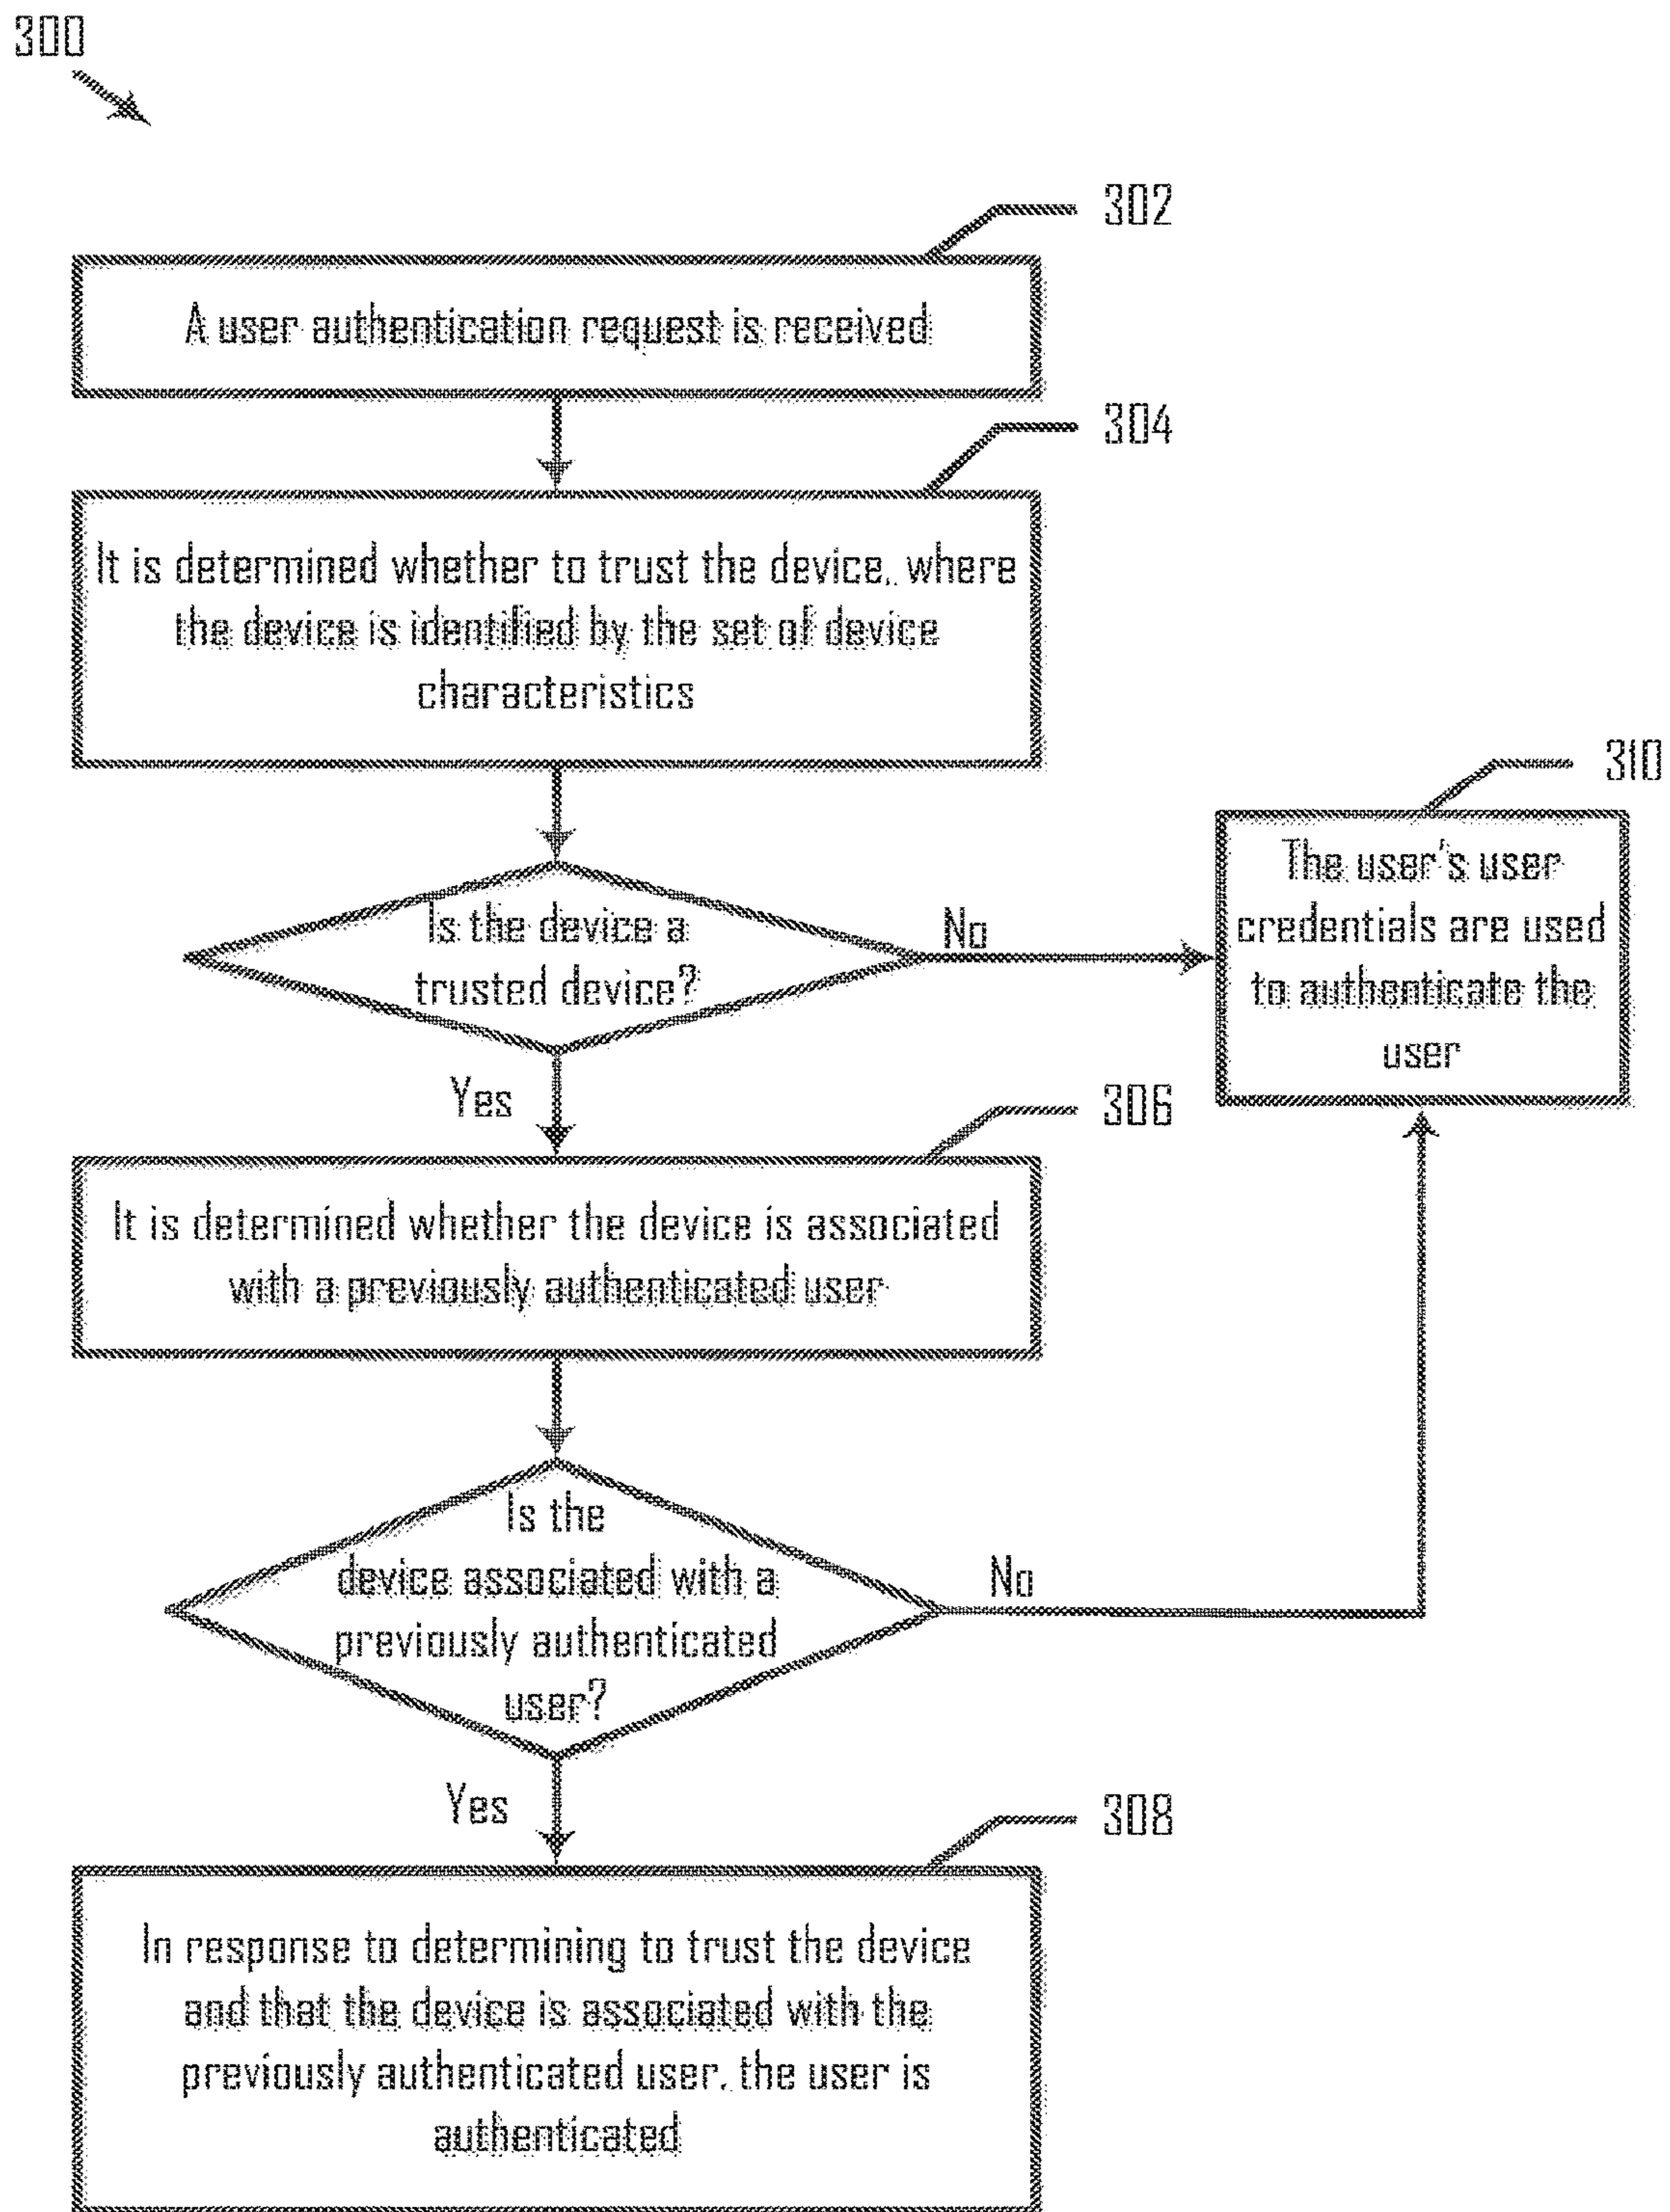 300
302
A user authentication request is received
304
It is determined whether to trust the device, where
the device is identified by the set of device
characteristics
310
The user's user
credentials are used
to authenticate the
user
Is the device a
trusted device?
No
Yes
306
It is determined whether the device is associated
with a previously authenticated user
Is the
device associated with a
previously authenticated
user?
No
Yes
308
In response to determining to trust the device
and that the device is associated with the
previously authenticated user, the user is
authenticated